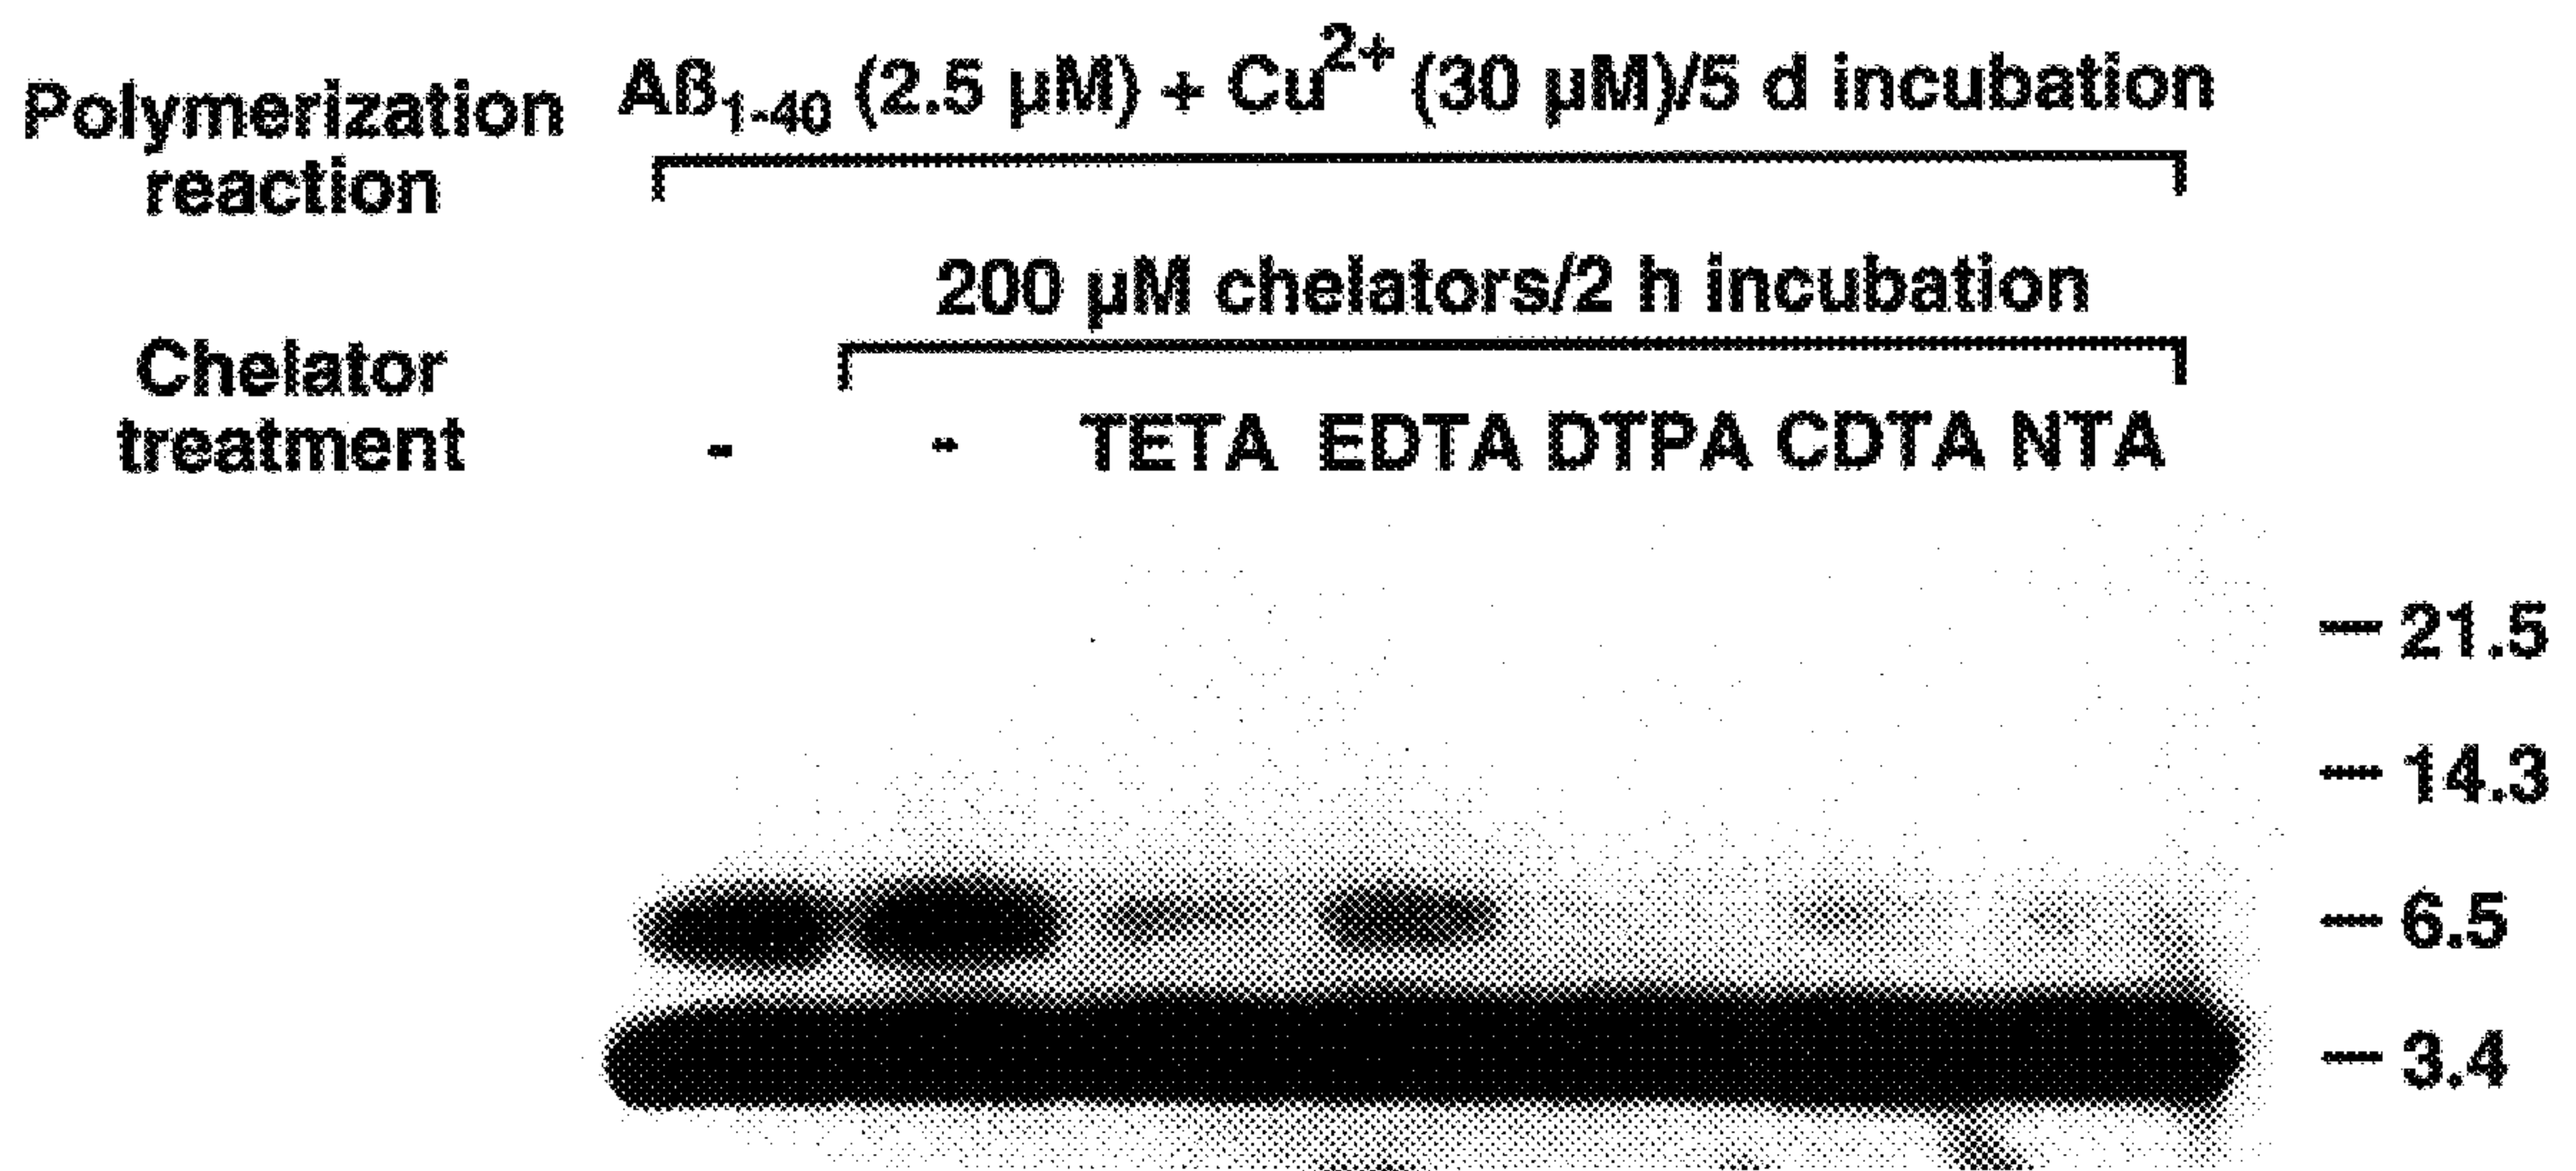 Polymerization reaction
Aß1-40 (2.5 µM) + Cu2+ (30 µM)/5 d incubation
200 µM chelators/2 h incubation
Chelator treatment
- - TETA EDTA DTPA CDTA NTA
– 21.5
– 14.3
– 6.5
– 3.4